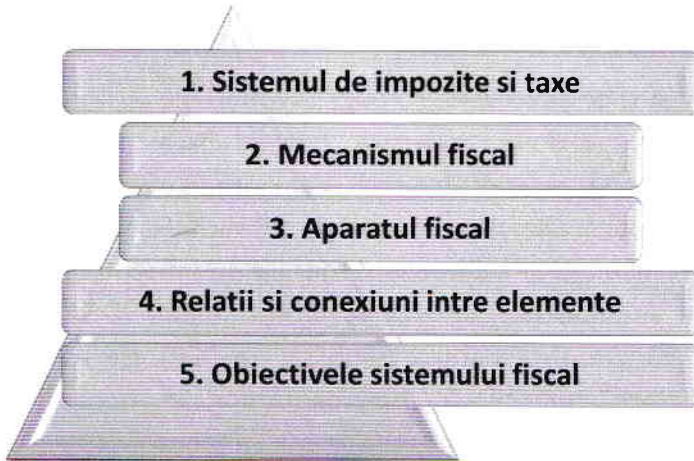 1. Sistemul de impozite si taxe
2. Mecanismul fiscal
3. Aparatul fiscal
4. Relatii si conexiuni intre elemente
5. Obiectivele sistemului fiscal